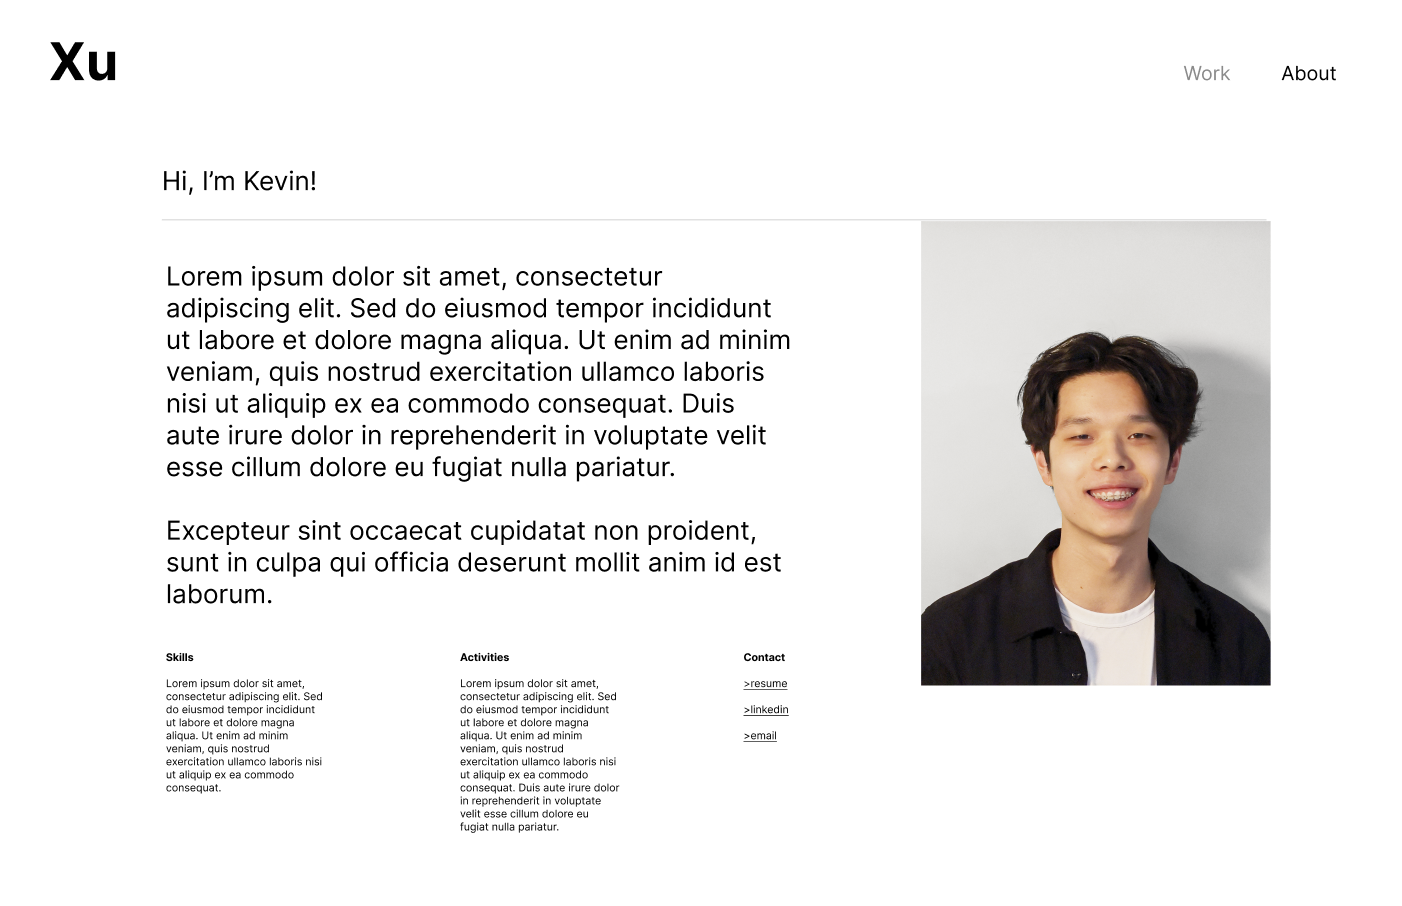 Xu
Work
About
Hi, I’m Kevin!
Lorem ipsum dolor sit amet, consectetur
adipiscing elit. Sed do eiusmod tempor incididunt
ut labore et dolore magna aliqua. Ut enim ad minim
veniam, quis nostrud exercitation ullamco laboris
nisi ut aliquip ex ea commodo consequat. Duis
aute irure dolor in reprehenderit in voluptate velit
esse cillum dolore eu fugiat nulla pariatur.
Excepteur sint occaecat cupidatat non proident,
sunt in culpa qui officia deserunt mollit anim id est
laborum.
Skills
Lorem ipsum dolor sit amet,
consectetur adipiscing elit. Sed
do eiusmod tempor incididunt
ut labore et dolore magna
aliqua. Ut enim ad minim
veniam, quis nostrud
exercitation ullamco laboris nisi
ut aliquip ex ea commodo
consequat.
Activities
Lorem ipsum dolor sit amet,
consectetur adipiscing elit. Sed
do eiusmod tempor incididunt
ut labore et dolore magna
aliqua. Ut enim ad minim
veniam, quis nostrud
exercitation ullamco laboris nisi
ut aliquip ex ea commodo
consequat. Duis aute irure dolor
in reprehenderit in voluptate
velit esse cillum dolore eu
fugiat nulla pariatur.
Contact
>resume
>linkedin
>email